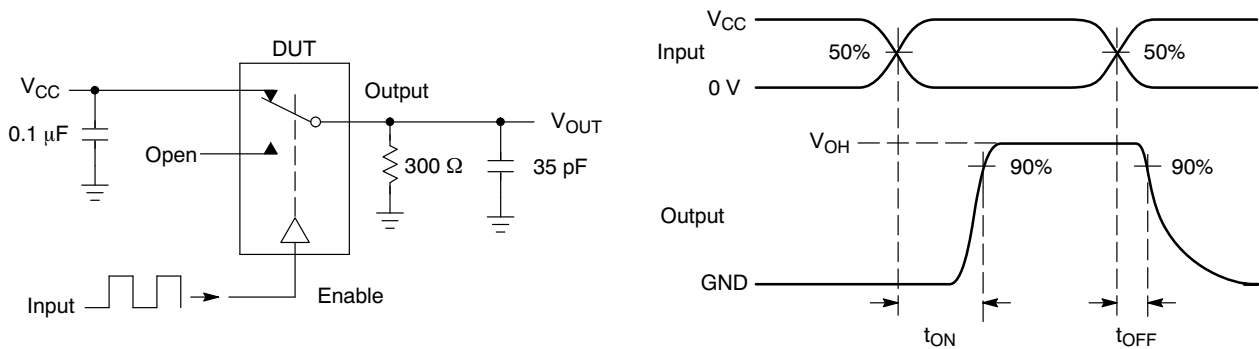 DUT
V_CC
Output
V_OUT
0.1 μF
Open
300 Ω
35 pF
Input
Enable
V_CC
Input
50%
50%
0 V
V_OH
90%
90%
Output
GND
t_ON
t_OFF